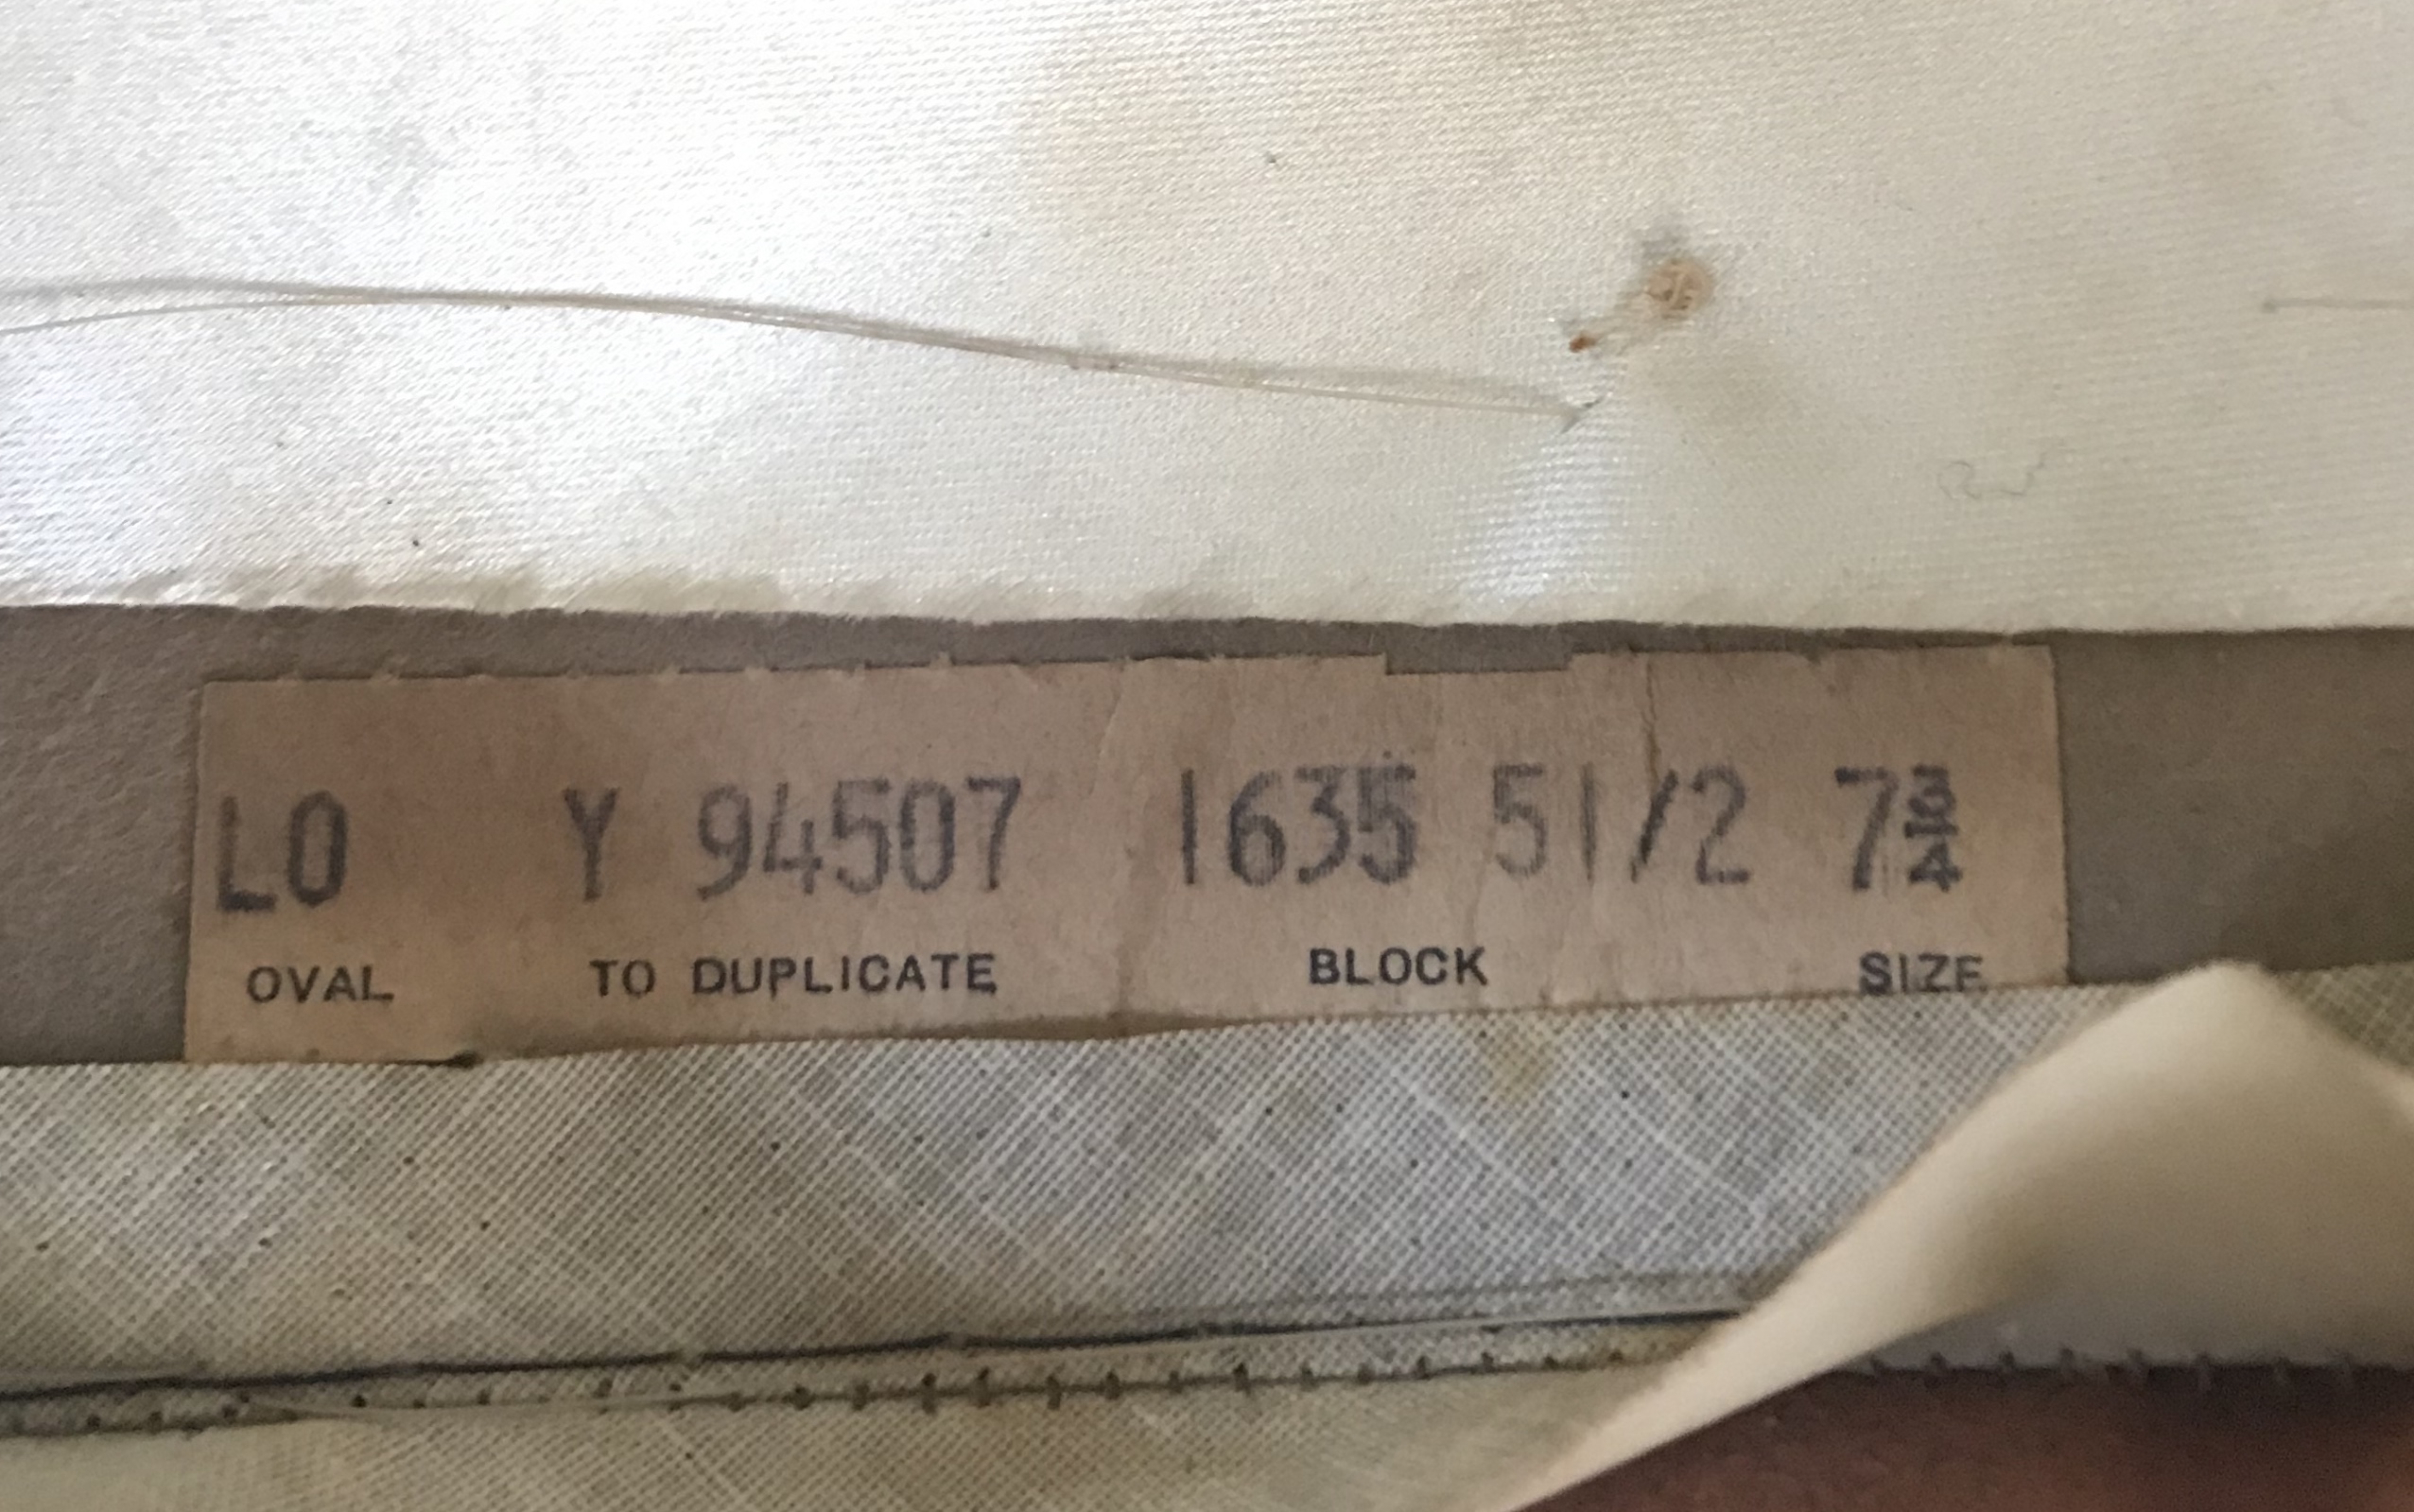 LO Y 94507 1635 51/2 7¾
OVAL TO DUPLICATE BLOCK SIZE